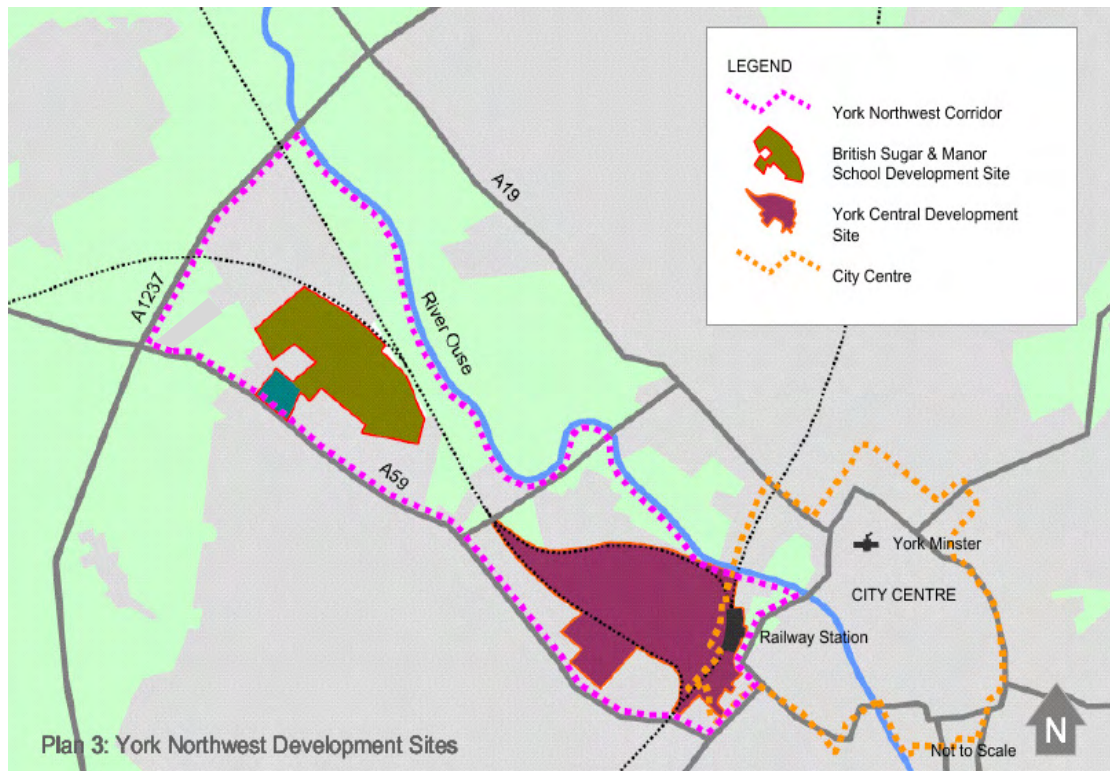 LEGEND
York Northwest Corridor
British Sugar & Manor
School Development Site
York Central Development
Site
City Centre
A19
A1237
River Ouse
A59
York Minster
CITY CENTRE
Railway Station
Plan 3: York Northwest Development Sites
Not to Scale
N